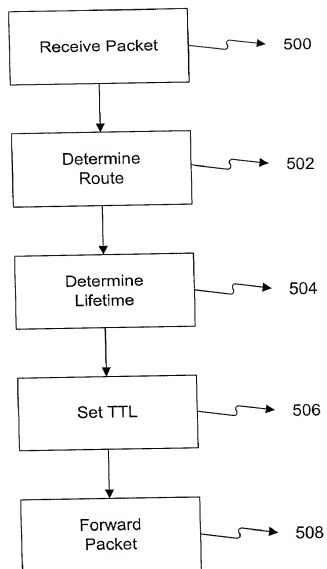 Receive Packet
500
Determine
Route
502
Determine
Lifetime
504
Set TTL
506
Forward
Packet
508